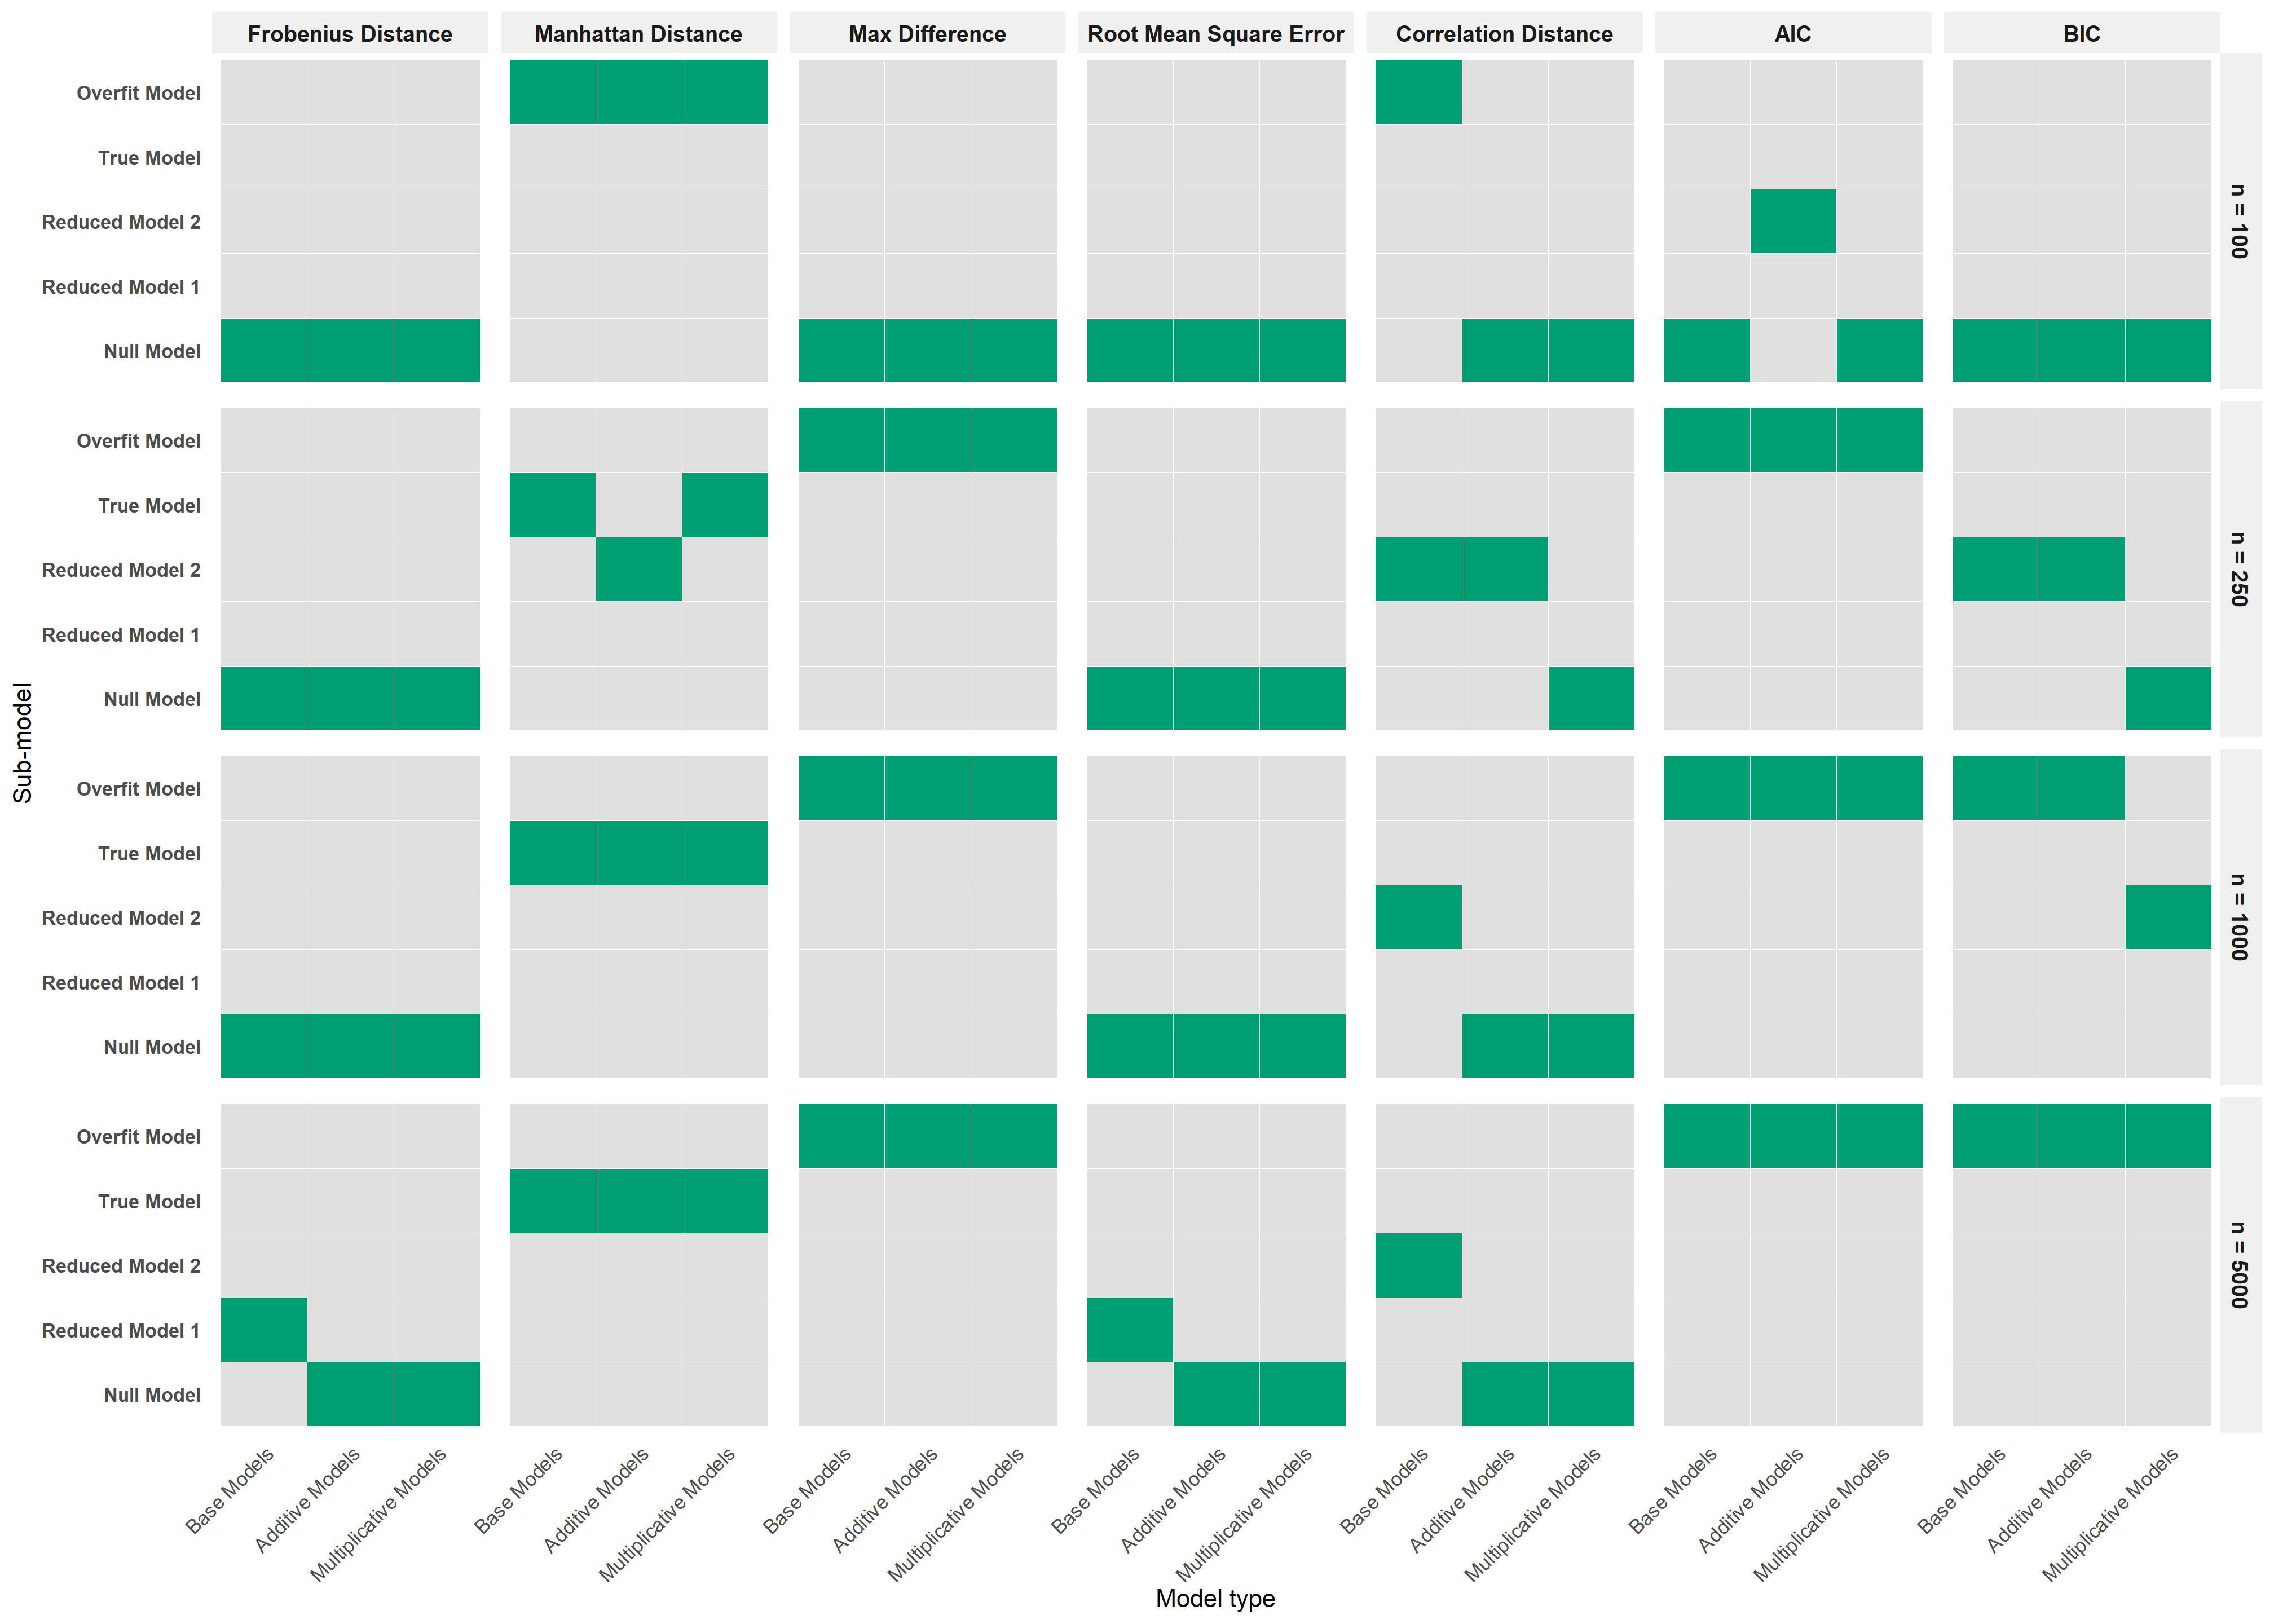 Frobenius Distance
Manhattan Distance
Max Difference
Root Mean Square Error
Correlation Distance
AIC
BIC
Sub-model
Overfit Model
True Model
Reduced Model 2
Reduced Model 1
Null Model
n = 100
Overfit Model
True Model
Reduced Model 2
Reduced Model 1
Null Model
n = 250
Overfit Model
True Model
Reduced Model 2
Reduced Model 1
Null Model
n = 1000
Overfit Model
True Model
Reduced Model 2
Reduced Model 1
Null Model
n = 5000
Base Models
Additive Models
Multiplicative Models
Base Models
Additive Models
Multiplicative Models
Base Models
Additive Models
Multiplicative Models
Base Models
Additive Models
Multiplicative Models
Base Models
Additive Models
Multiplicative Models
Base Models
Additive Models
Multiplicative Models
Base Models
Additive Models
Multiplicative Models
Model type